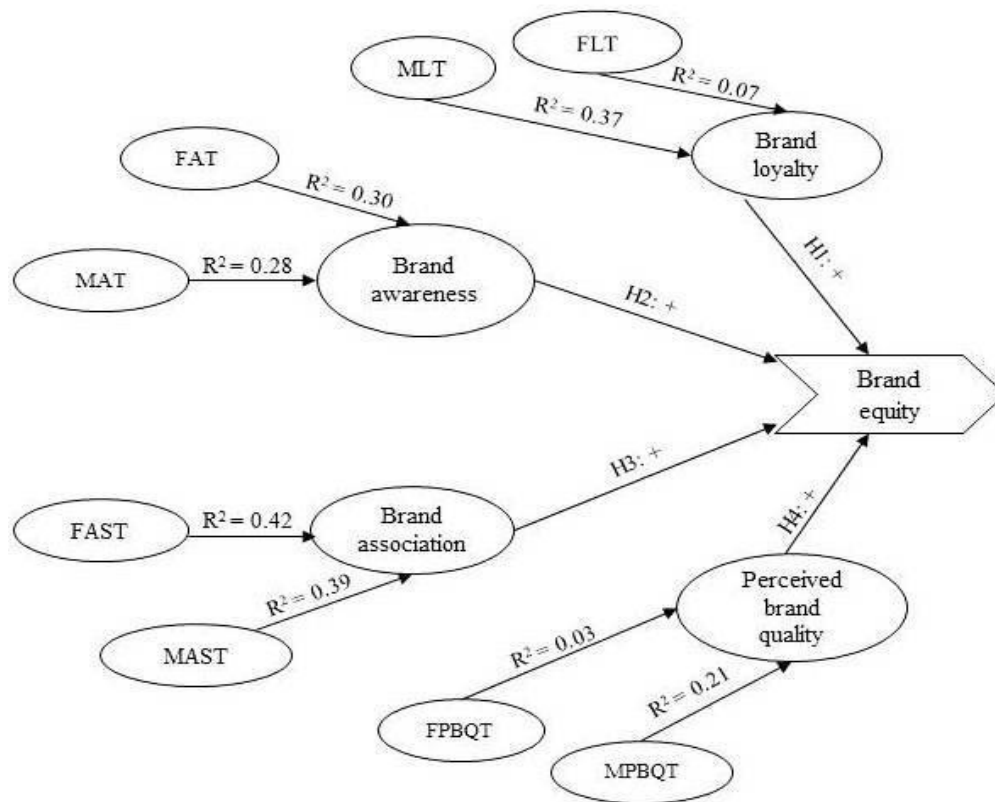 FLT
MLT
R² = 0.07
R² = 0.37
Brand
loyalty
FAT
R² = 0.30
MAT
R² = 0.28
Brand
awareness
H1: +
H2: +
Brand
equity
H3: +
FAST
R² = 0.42
Brand
association
H4: +
MAST
R² = 0.39
Perceived
brand
quality
R² = 0.03
R² = 0.21
FPBQT
MPBQT